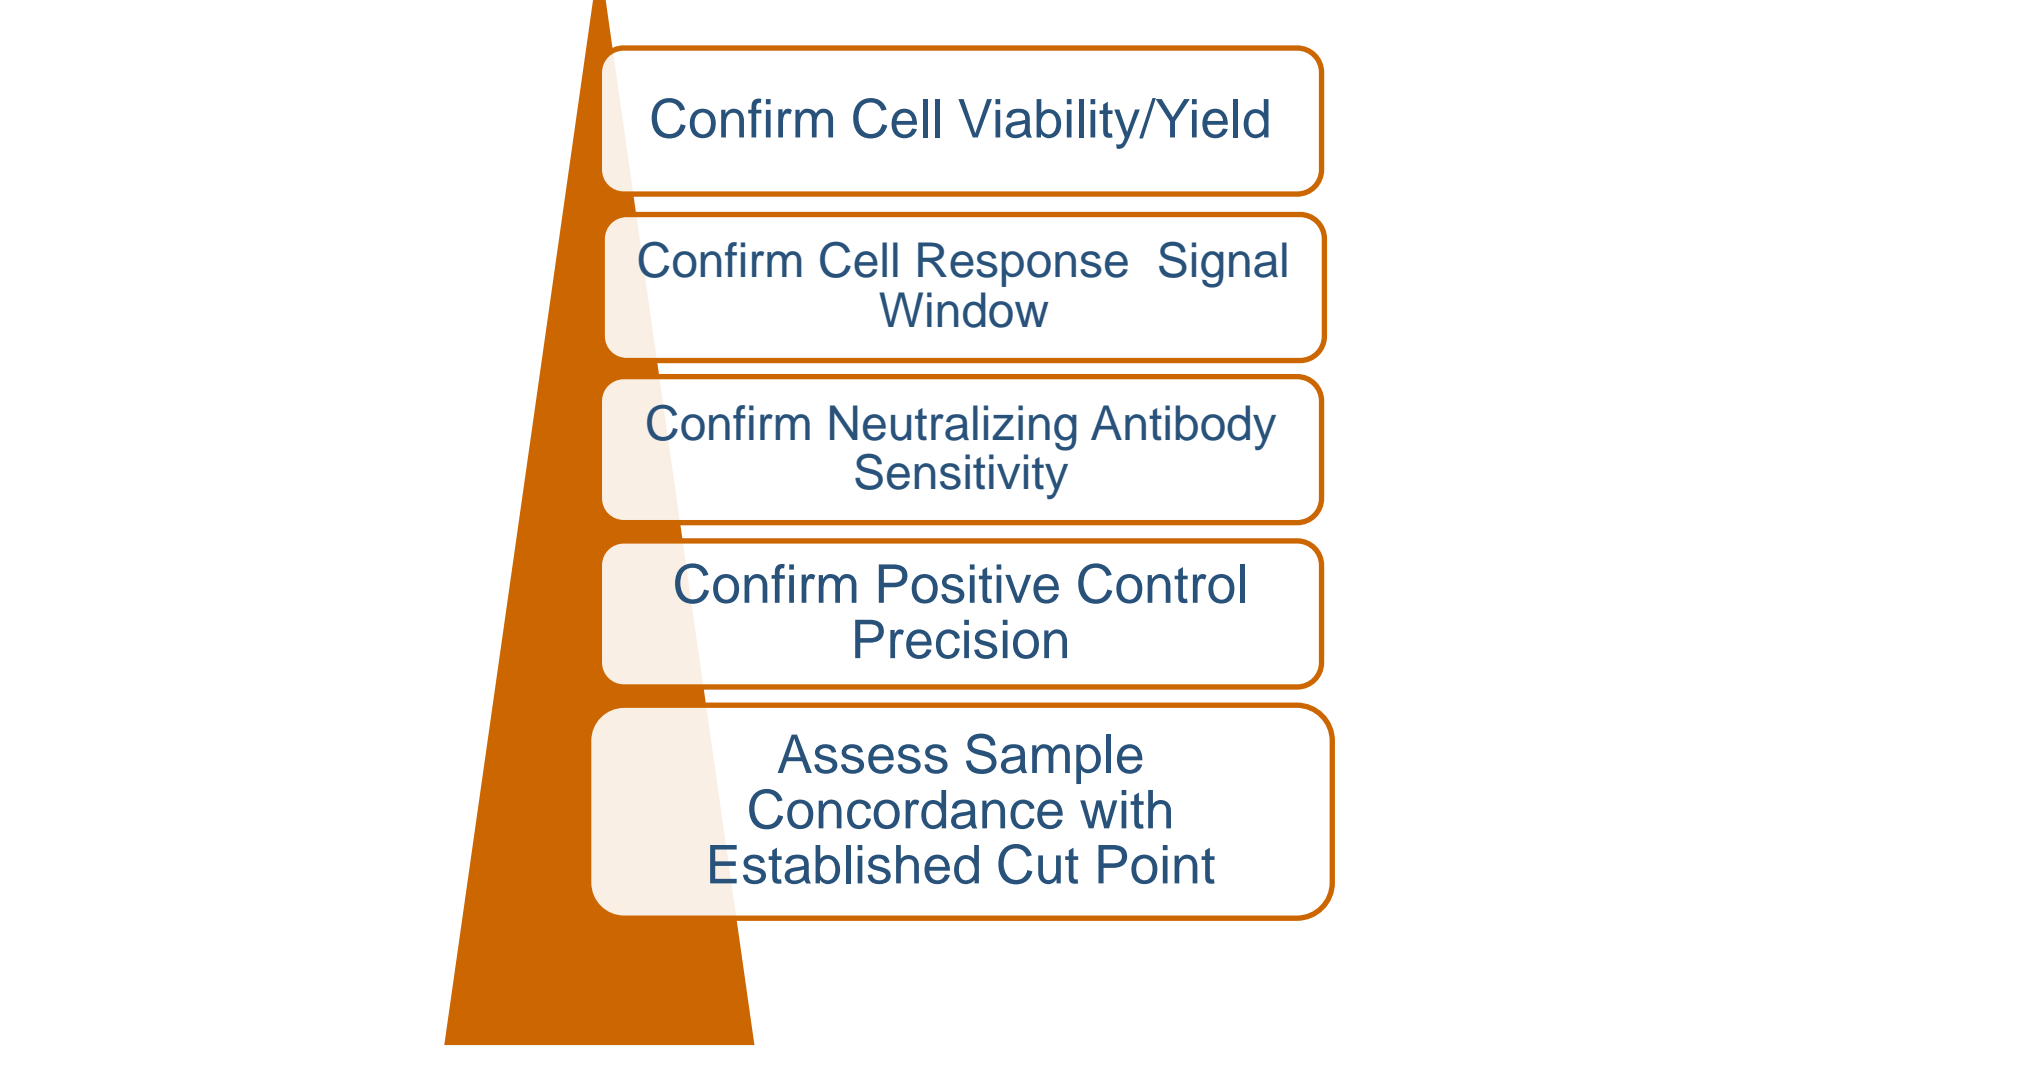 Confirm Cell Viability/Yield
Confirm Cell Response  Signal
Window
Confirm Neutralizing Antibody
Sensitivity
Confirm Positive Control
Precision
Assess Sample
Concordance with
Established Cut Point